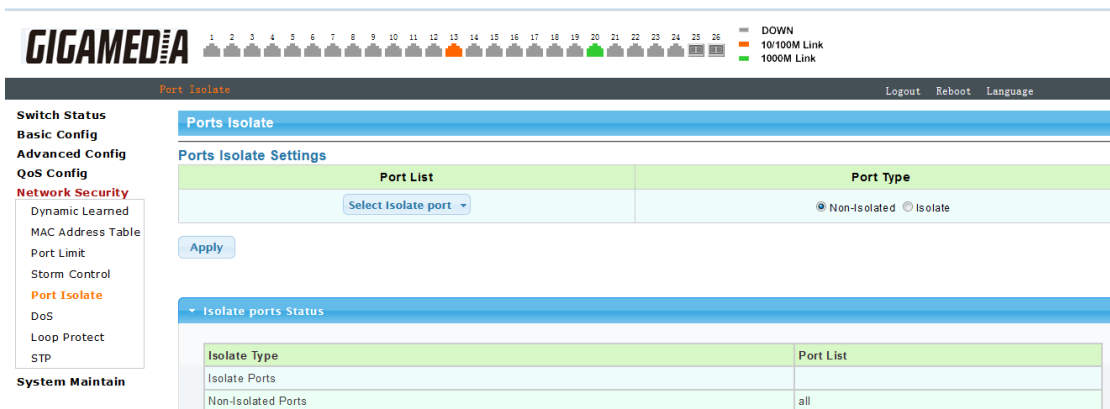 GIGAMEDIA
1 2 3 4 5 6 7 8 9 10 11 12 13 14 15 16 17 18 19 20 21 22 23 24 25 26
DOWN
10/100M Link
1000M Link
Port Isolate
Logout Reboot Language
Switch Status
Basic Config
Advanced Config
QoS Config
Network Security
Dynamic Learned
MAC Address Table
Port Limit
Storm Control
Port Isolate
DoS
Loop Protect
STP
System Maintain
Ports Isolate
Ports Isolate Settings
Port List Port Type
Select Isolate port Non-Isolated Isolate
Apply
Isolate ports Status
Isolate Type Port List
Isolate Ports
Non-Isolated Ports all